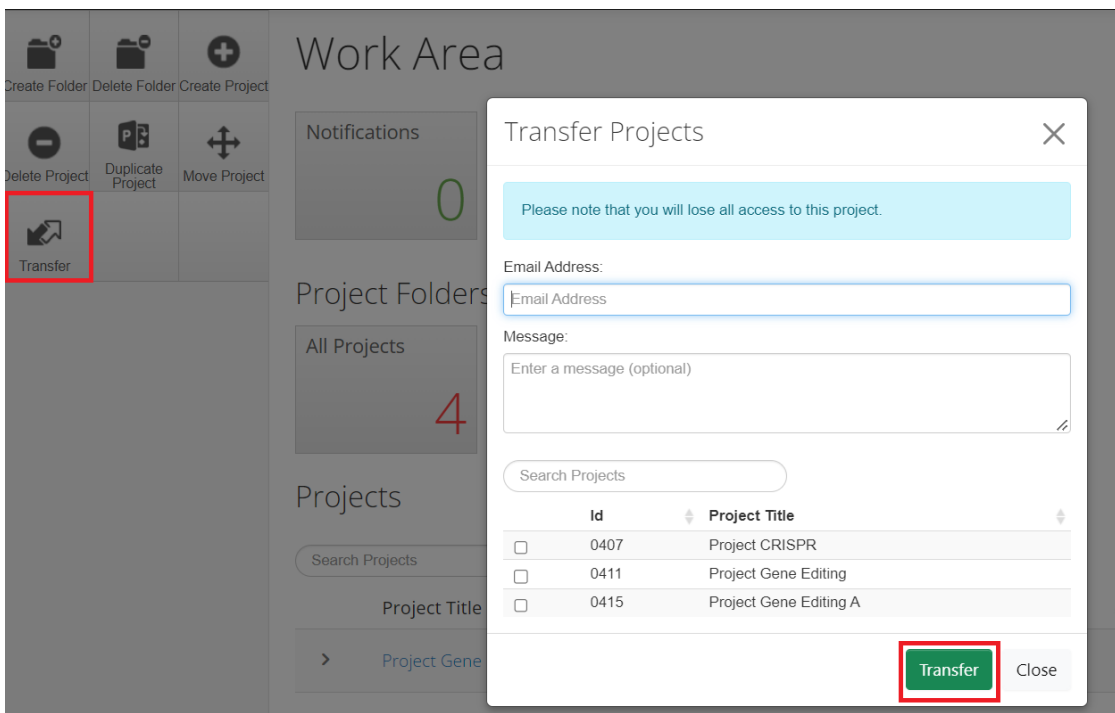 Create Folder Delete Folder Create Project
Delete Project Duplicate Project Move Project
Transfer
Work Area
Notifications
0
Project Folders
All Projects
4
Projects
Search Projects
Project Title
Project Gene
Transfer Projects
Please note that you will lose all access to this project.
Email Address:
Email Address
Message:
Enter a message (optional)
Search Projects
Id Project Title
0407 Project CRISPR
0411 Project Gene Editing
0415 Project Gene Editing A
Transfer Close